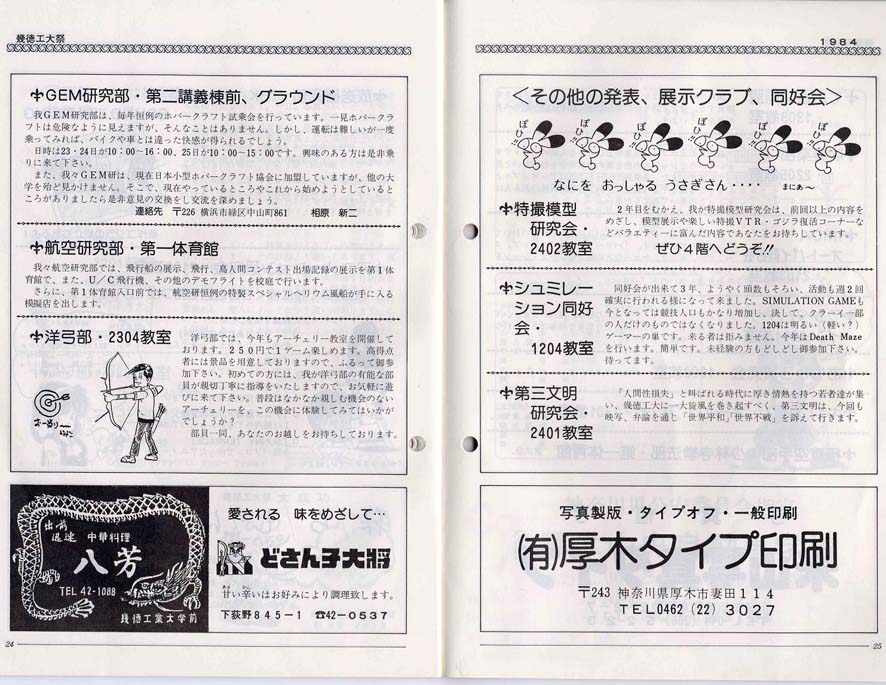 幾徳工大祭
✣GEM研究部・第二講義棟前、グラウンド
我GEM研究部は、毎年恒例のホバークラフト試乗会を行っています。一見ホバークラ
フトは危険なように見えますが、そんなことはありません。しかし、運転は難しいが一度
乗ってみれば、バイクや車とは違った快感が得られるでしょう。
日時は23・24日が10：00〜16：00、25日が10：00〜15：00です。興味のある方は是非乗
りに来て下さい。
また、我々GEM研は、現在日本小型ホバークラフト協会に加盟していますが、他の大
学を殆ど見かけません。そこで、現在やっているところやこれから始めようとしていると
ころがありましたら是非意見の交換をし交流を深めましょう。
連絡先 〒226 横浜市緑区中山町861 相原 新二
✣航空研究部・第一体育館
我々航空研究部では、飛行船の展示、飛行、鳥人間コンテスト出場記録の展示を第1体
育館で、また、U／C飛行機、その他のデモフライトを校庭で行います。
さらに、第1体育館入口前では、航空研恒例の特製スペシャルヘリウム風船が手に入る
模擬店を出します。
✣洋弓部・2304教室
洋弓部では、今年もアーチェリー教室を開催して
おります。250円で1ゲーム楽しめます。高得点
者には景品を用意しておりますので、ふるって御参
加下さい。初めての方には、我が洋弓部の有能な部
員が親切丁寧に指導をいたしますので、お気軽に遊
びに来て下さい。普段はなかなか親しむ機会のない
アーチェリーを、この機会に体験してみてはいかが
でしょうか？
部員一同、あなたのお越しをお待ちしております。
出前
迅速 中華料理
八芳
TEL 42-1088
幾徳工業大学前
愛される 味をめざして…
どさん子大将
あま から
甘い辛いはお好みにより調理致します。
下荻野845－1 ☎42－0537
24
1984
＜その他の発表、展示クラブ、同好会＞
ぽひ ぽひ ぽひ ぽひ ぽひ ぽひ
なにを おっしゃる うさぎさん・・・・ まにぁ〜
✣特撮模型
研究会・
2402教室
2年目をむかえ、我が特撮模型研究会は、前回以上の内容を
めざし、模型展示や楽しい特撮VTR・ゴジラ復活コーナーな
どバラエティーに富んだ内容であなたをお待ちしています。
ぜひ4階へどうぞ!!
✣シュミレー
ション同好
会・
1204教室
同好会が出来て3年、ようやく頭数もそろい、活動も週2回
確実に行われる様になって来ました。SIMULATION GAMEも
今となっては競技人口もかなり増加し、決して、クラーイ一部
の人だけのものではなくなりました。1204は明るい（軽い？）
ゲーマーの巣です。来る者は拒みません。今年はDeath Maze
を行います。簡単です。未経験の方もどしどし御参加下さい。
待ってます。
✣第三文明
研究会・
2401教室
「人間性損失」と叫ばれる時代に厚き情熱を持つ若者達が集
い、幾徳工大に一大旋風を巻き起すべく、第三文明は、今回も
映写、弁論を通じ「世界平和」「世界不戦」を訴えて行きます。
写真製版・タイプオフ・一般印刷
(有)厚木タイプ印刷
〒243 神奈川県厚木市妻田114
TEL0462（22）3027
25